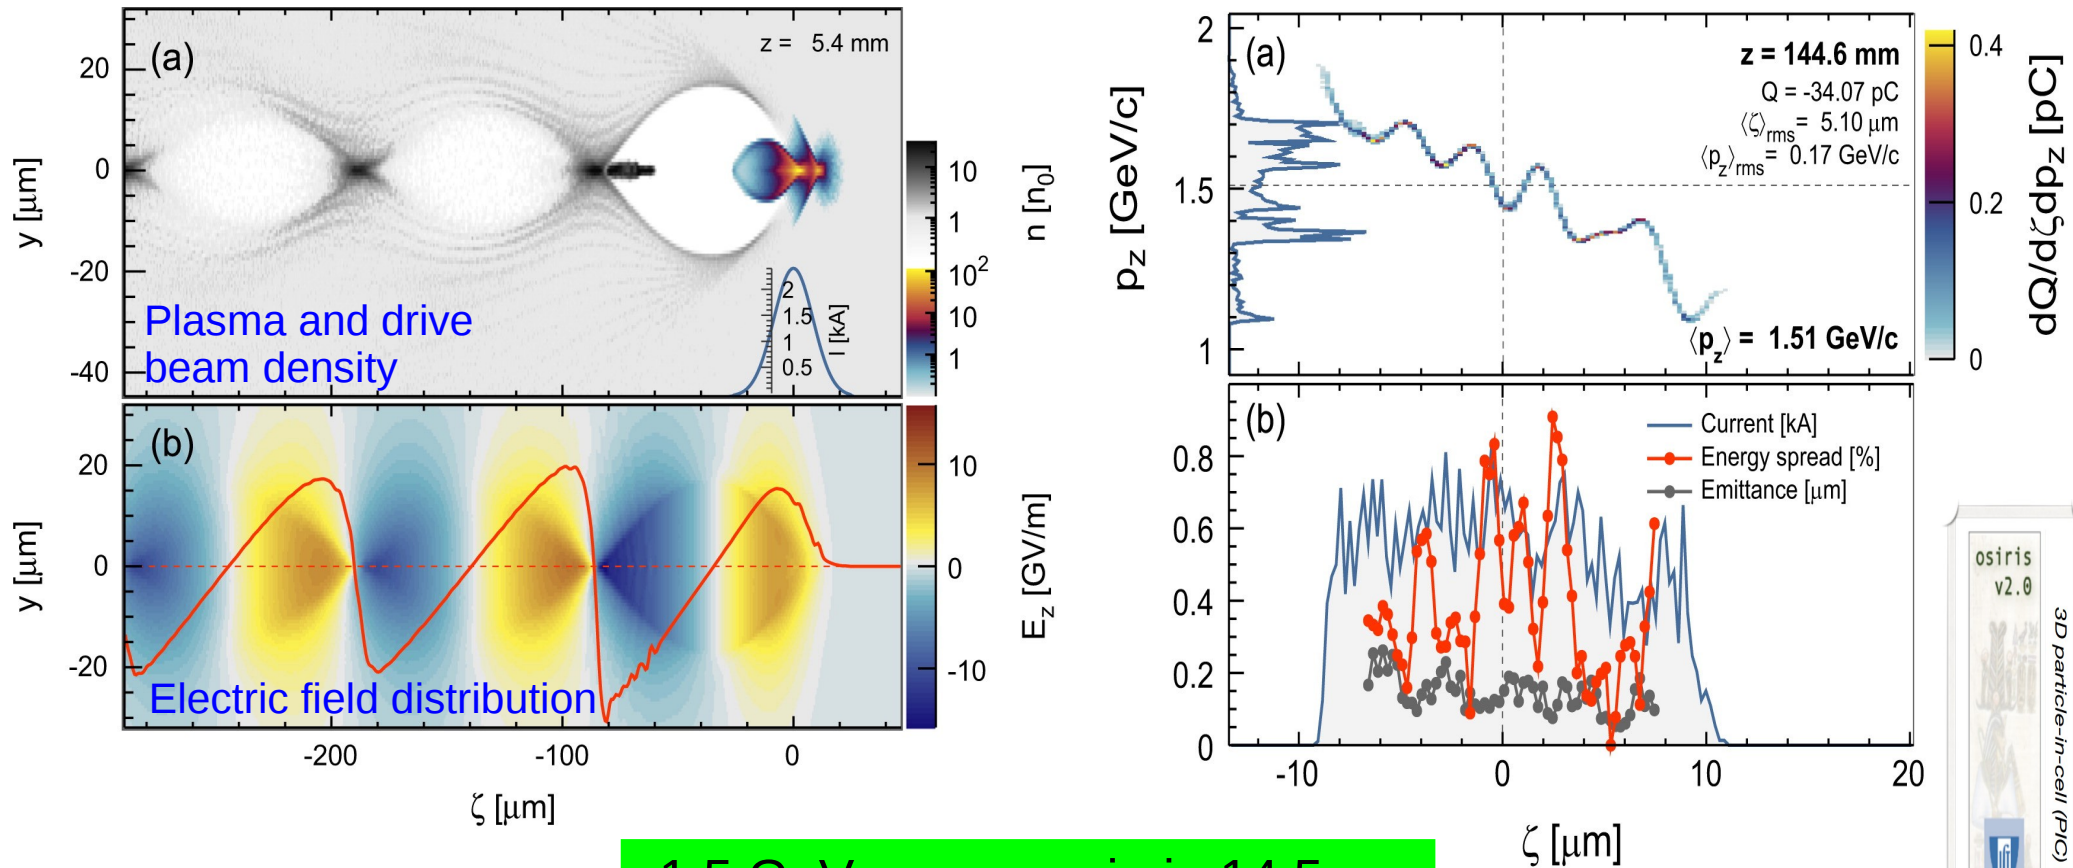 (a)
z = 5.4 mm
20
0
-20
-40
y [μm]
Plasma and drive
beam density
2
1.5
1
0.5
I [kA]
10
1
10²
10
1
n [n₀]
(b)
20
0
-20
y [μm]
Electric field distribution
10
0
-10
E_z [GV/m]
-200
-100
0
ζ [μm]
(a)
z = 144.6 mm
Q = -34.07 pC
⟨ζ⟩rms= 5.10 μm
⟨p_z⟩rms= 0.17 GeV/c
⟨p_z⟩ = 1.51 GeV/c
2
1.5
1
p_z [GeV/c]
0.4
0.2
0
dQ/dζdp_z [pC]
(b)
Current [kA]
Energy spread [%]
Emittance [μm]
0.8
0.6
0.4
0.2
0
-10
0
10
20
ζ [μm]
osiris
v2.0
3D particle-in-cell (PIC)